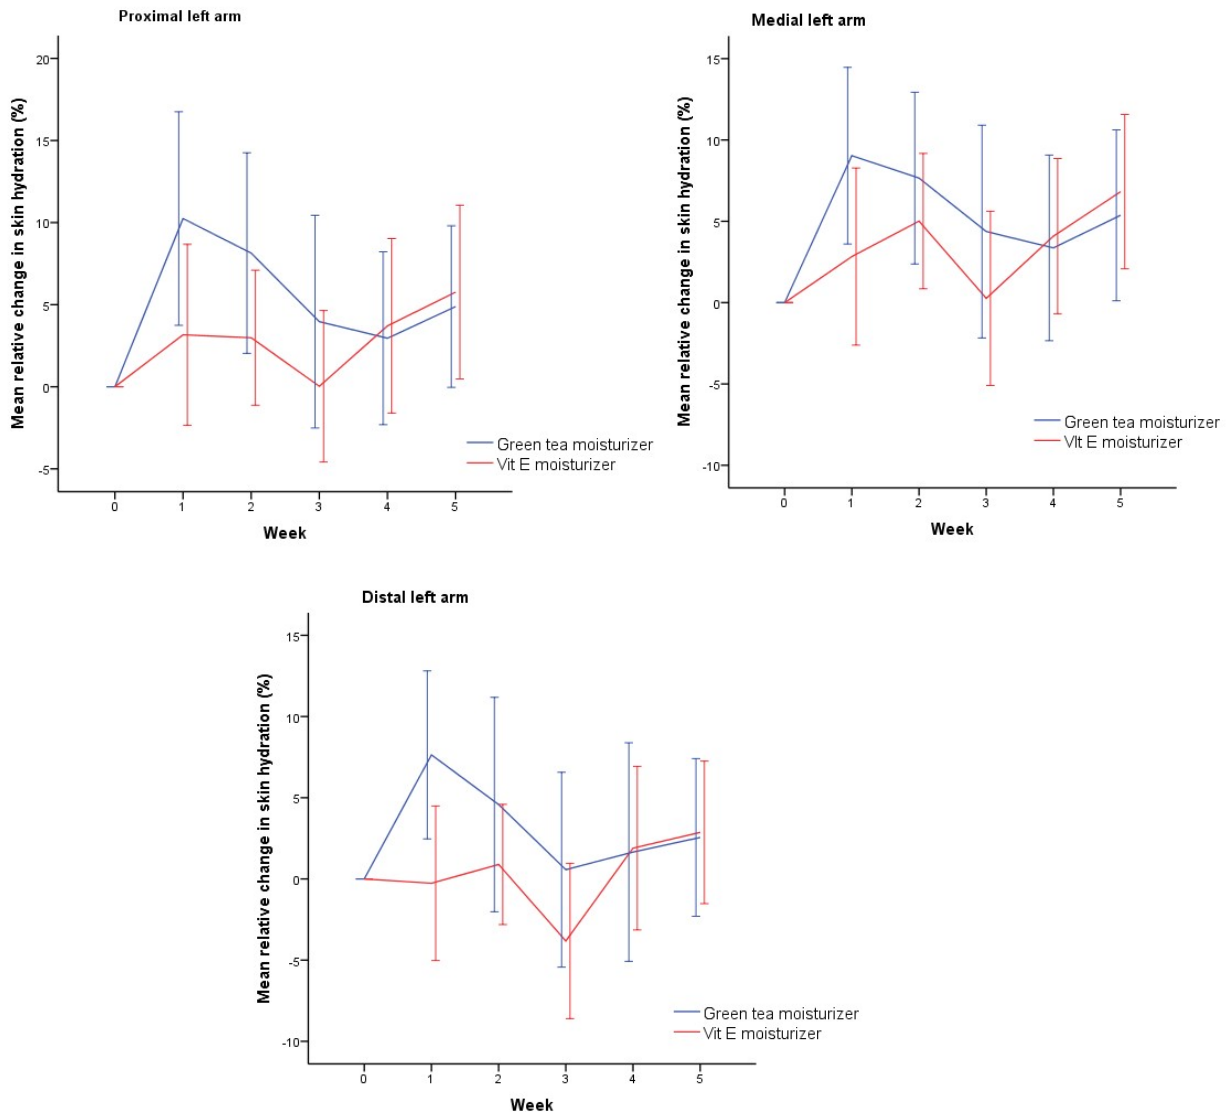 Proximal left arm
Mean relative change in skin hydration (%)
20
15
10
5
0
-5
0 1 2 3 4 5
Week
Green tea moisturizer
Vit E moisturizer
Medial left arm
Mean relative change in skin hydration (%)
15
10
5
0
-5
-10
0 1 2 3 4 5
Week
Green tea moisturizer
VIt E moisturizer
Distal left arm
Mean relative change in skin hydration (%)
15
10
5
0
-5
-10
0 1 2 3 4 5
Week
Green tea moisturizer
Vit E moisturizer